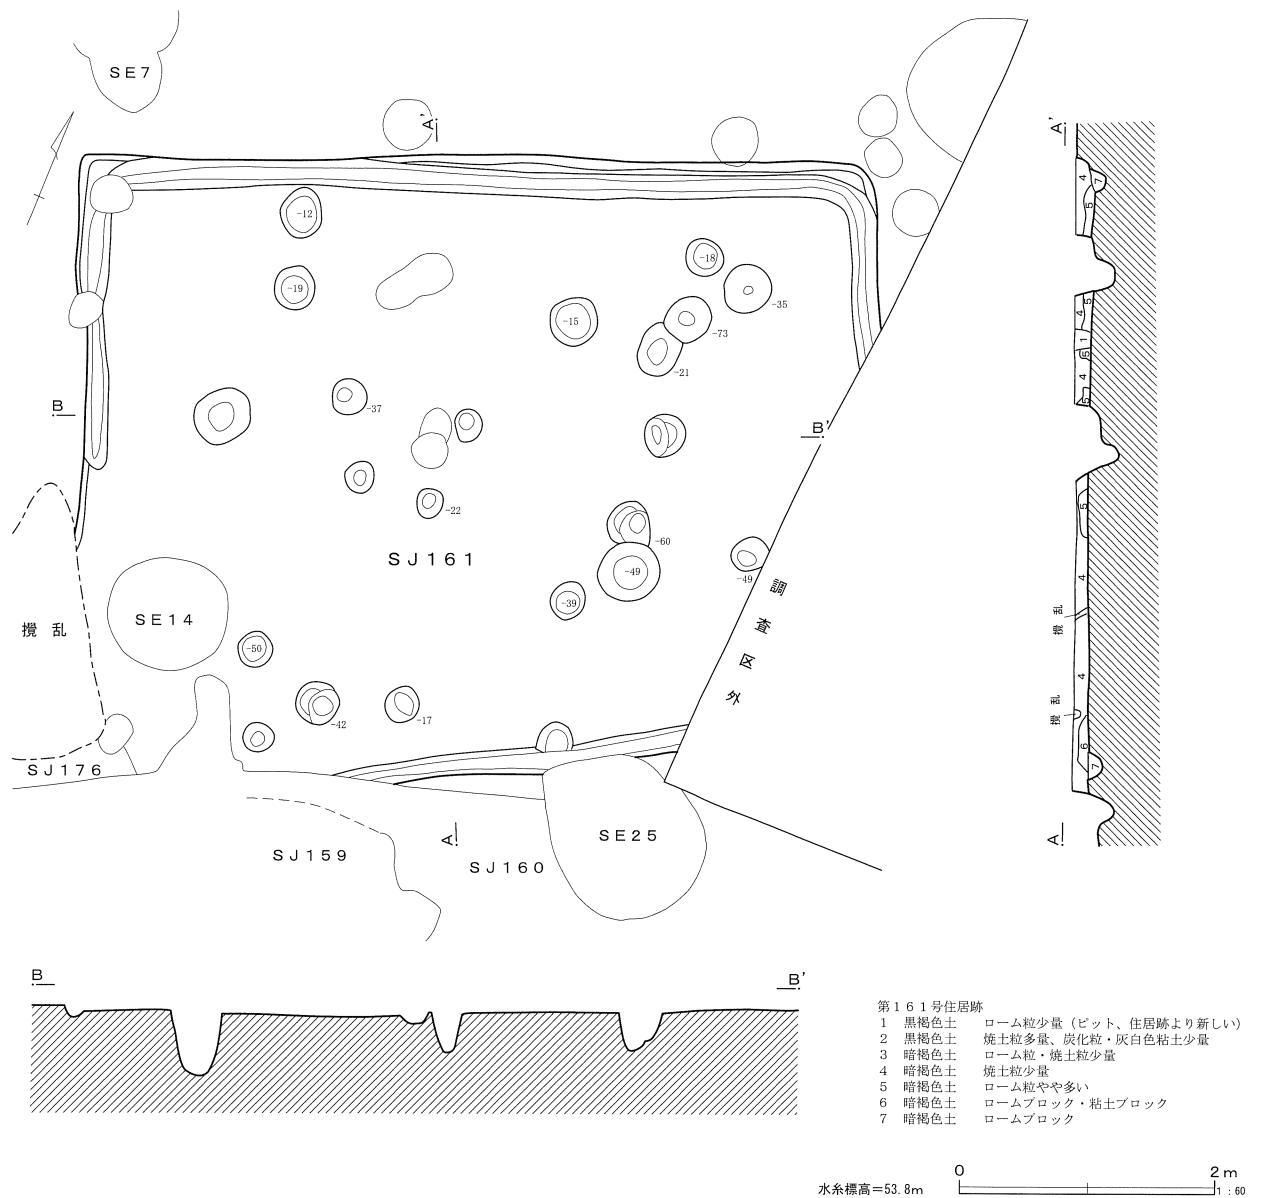 SE7
A'
A'
-12
-18
-19
-35
-15
-73
-21
B
-37
B'
-22
-60
SJ161
-49
-49
-39
調査区外
SE14
攪乱
-50
-42
-17
SJ176
SE25
SJ159
A
SJ160
4
7
5
5
4
1
5
4
5
5
4
攪乱
4
攪乱
6
7
A
B
B'
第161号住居跡
1 黒褐色土 ローム粒少量（ピット、住居跡より新しい）
2 黒褐色土 焼土粒多量、炭化粒・灰白色粘土少量
3 暗褐色土 ローム粒・焼土粒少量
4 暗褐色土 焼土粒少量
5 暗褐色土 ローム粒やや多い
6 暗褐色土 ロームブロック・粘土ブロック
7 暗褐色土 ロームブロック
0 2m
水糸標高＝53.8m 1：60